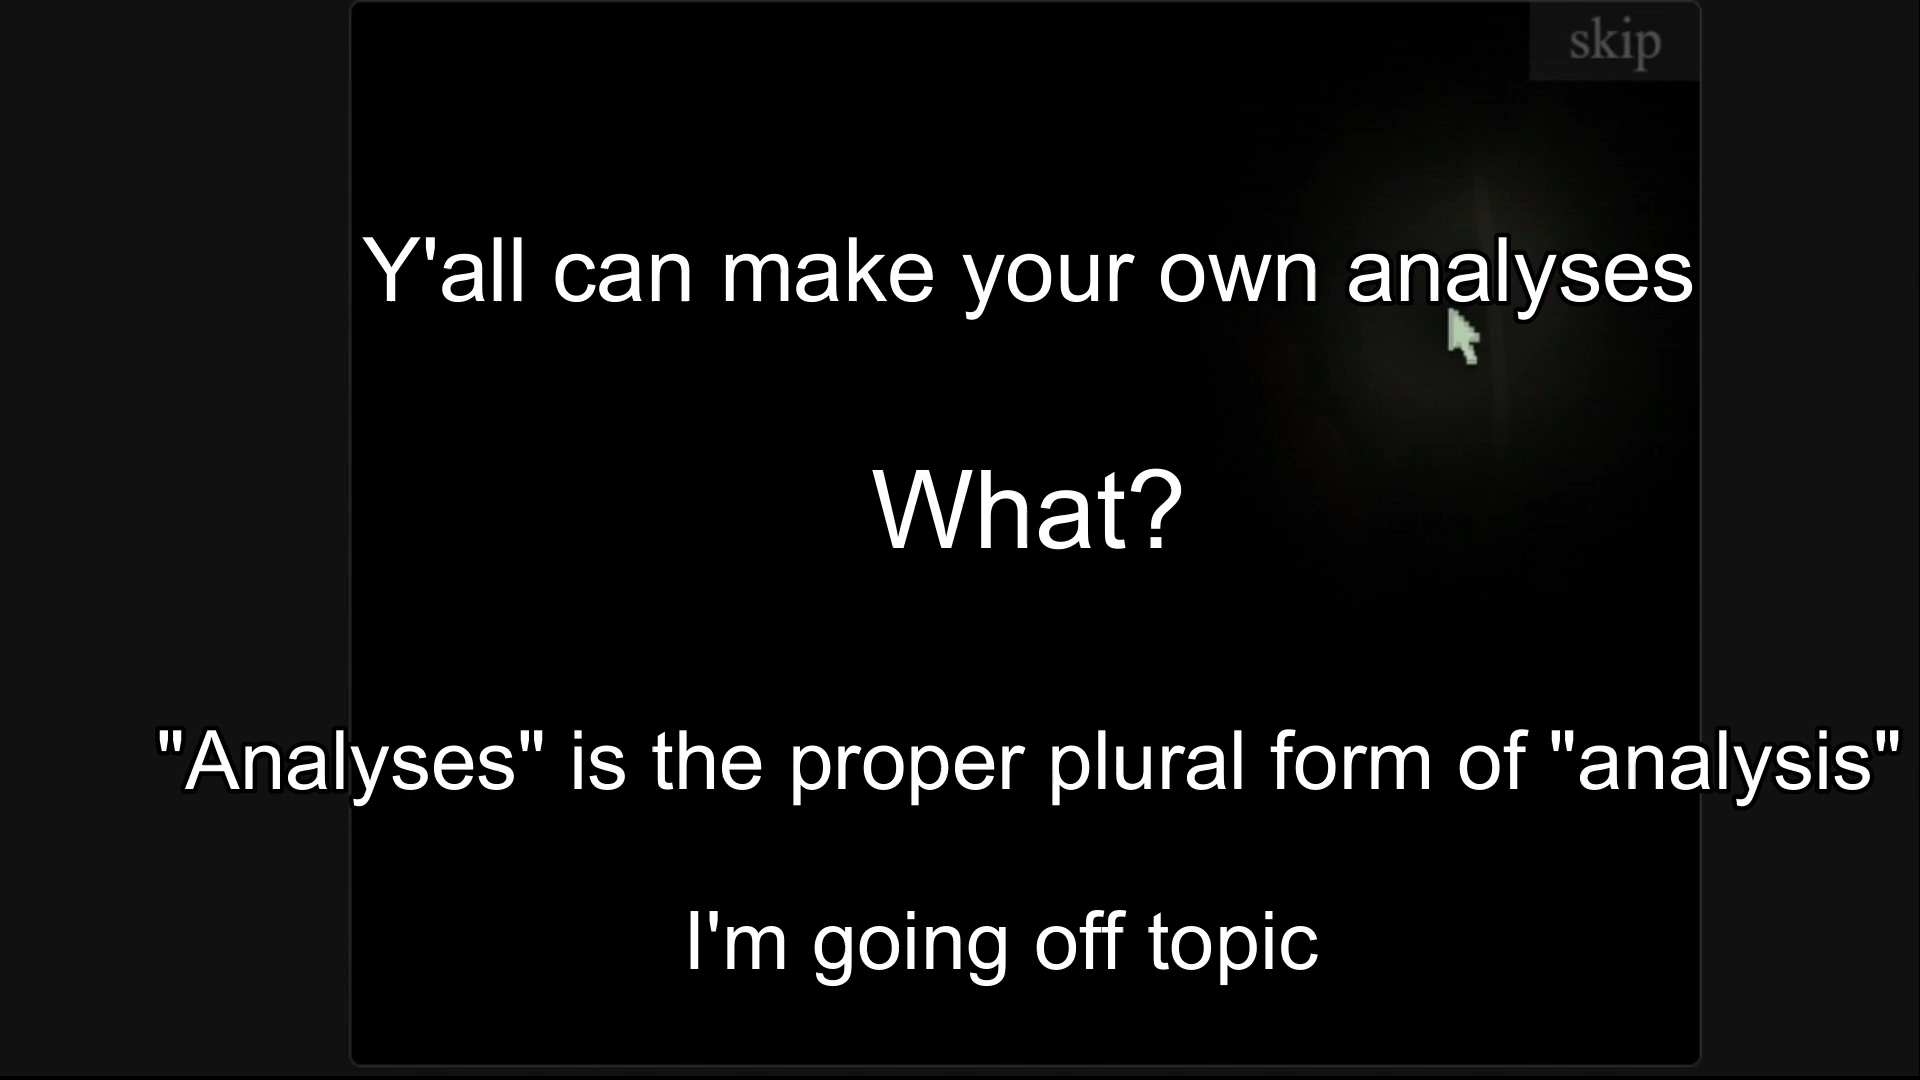 skip
Y'all can make your own analyses
What?
"Analyses" is the proper plural form of "analysis"
I'm going off topic